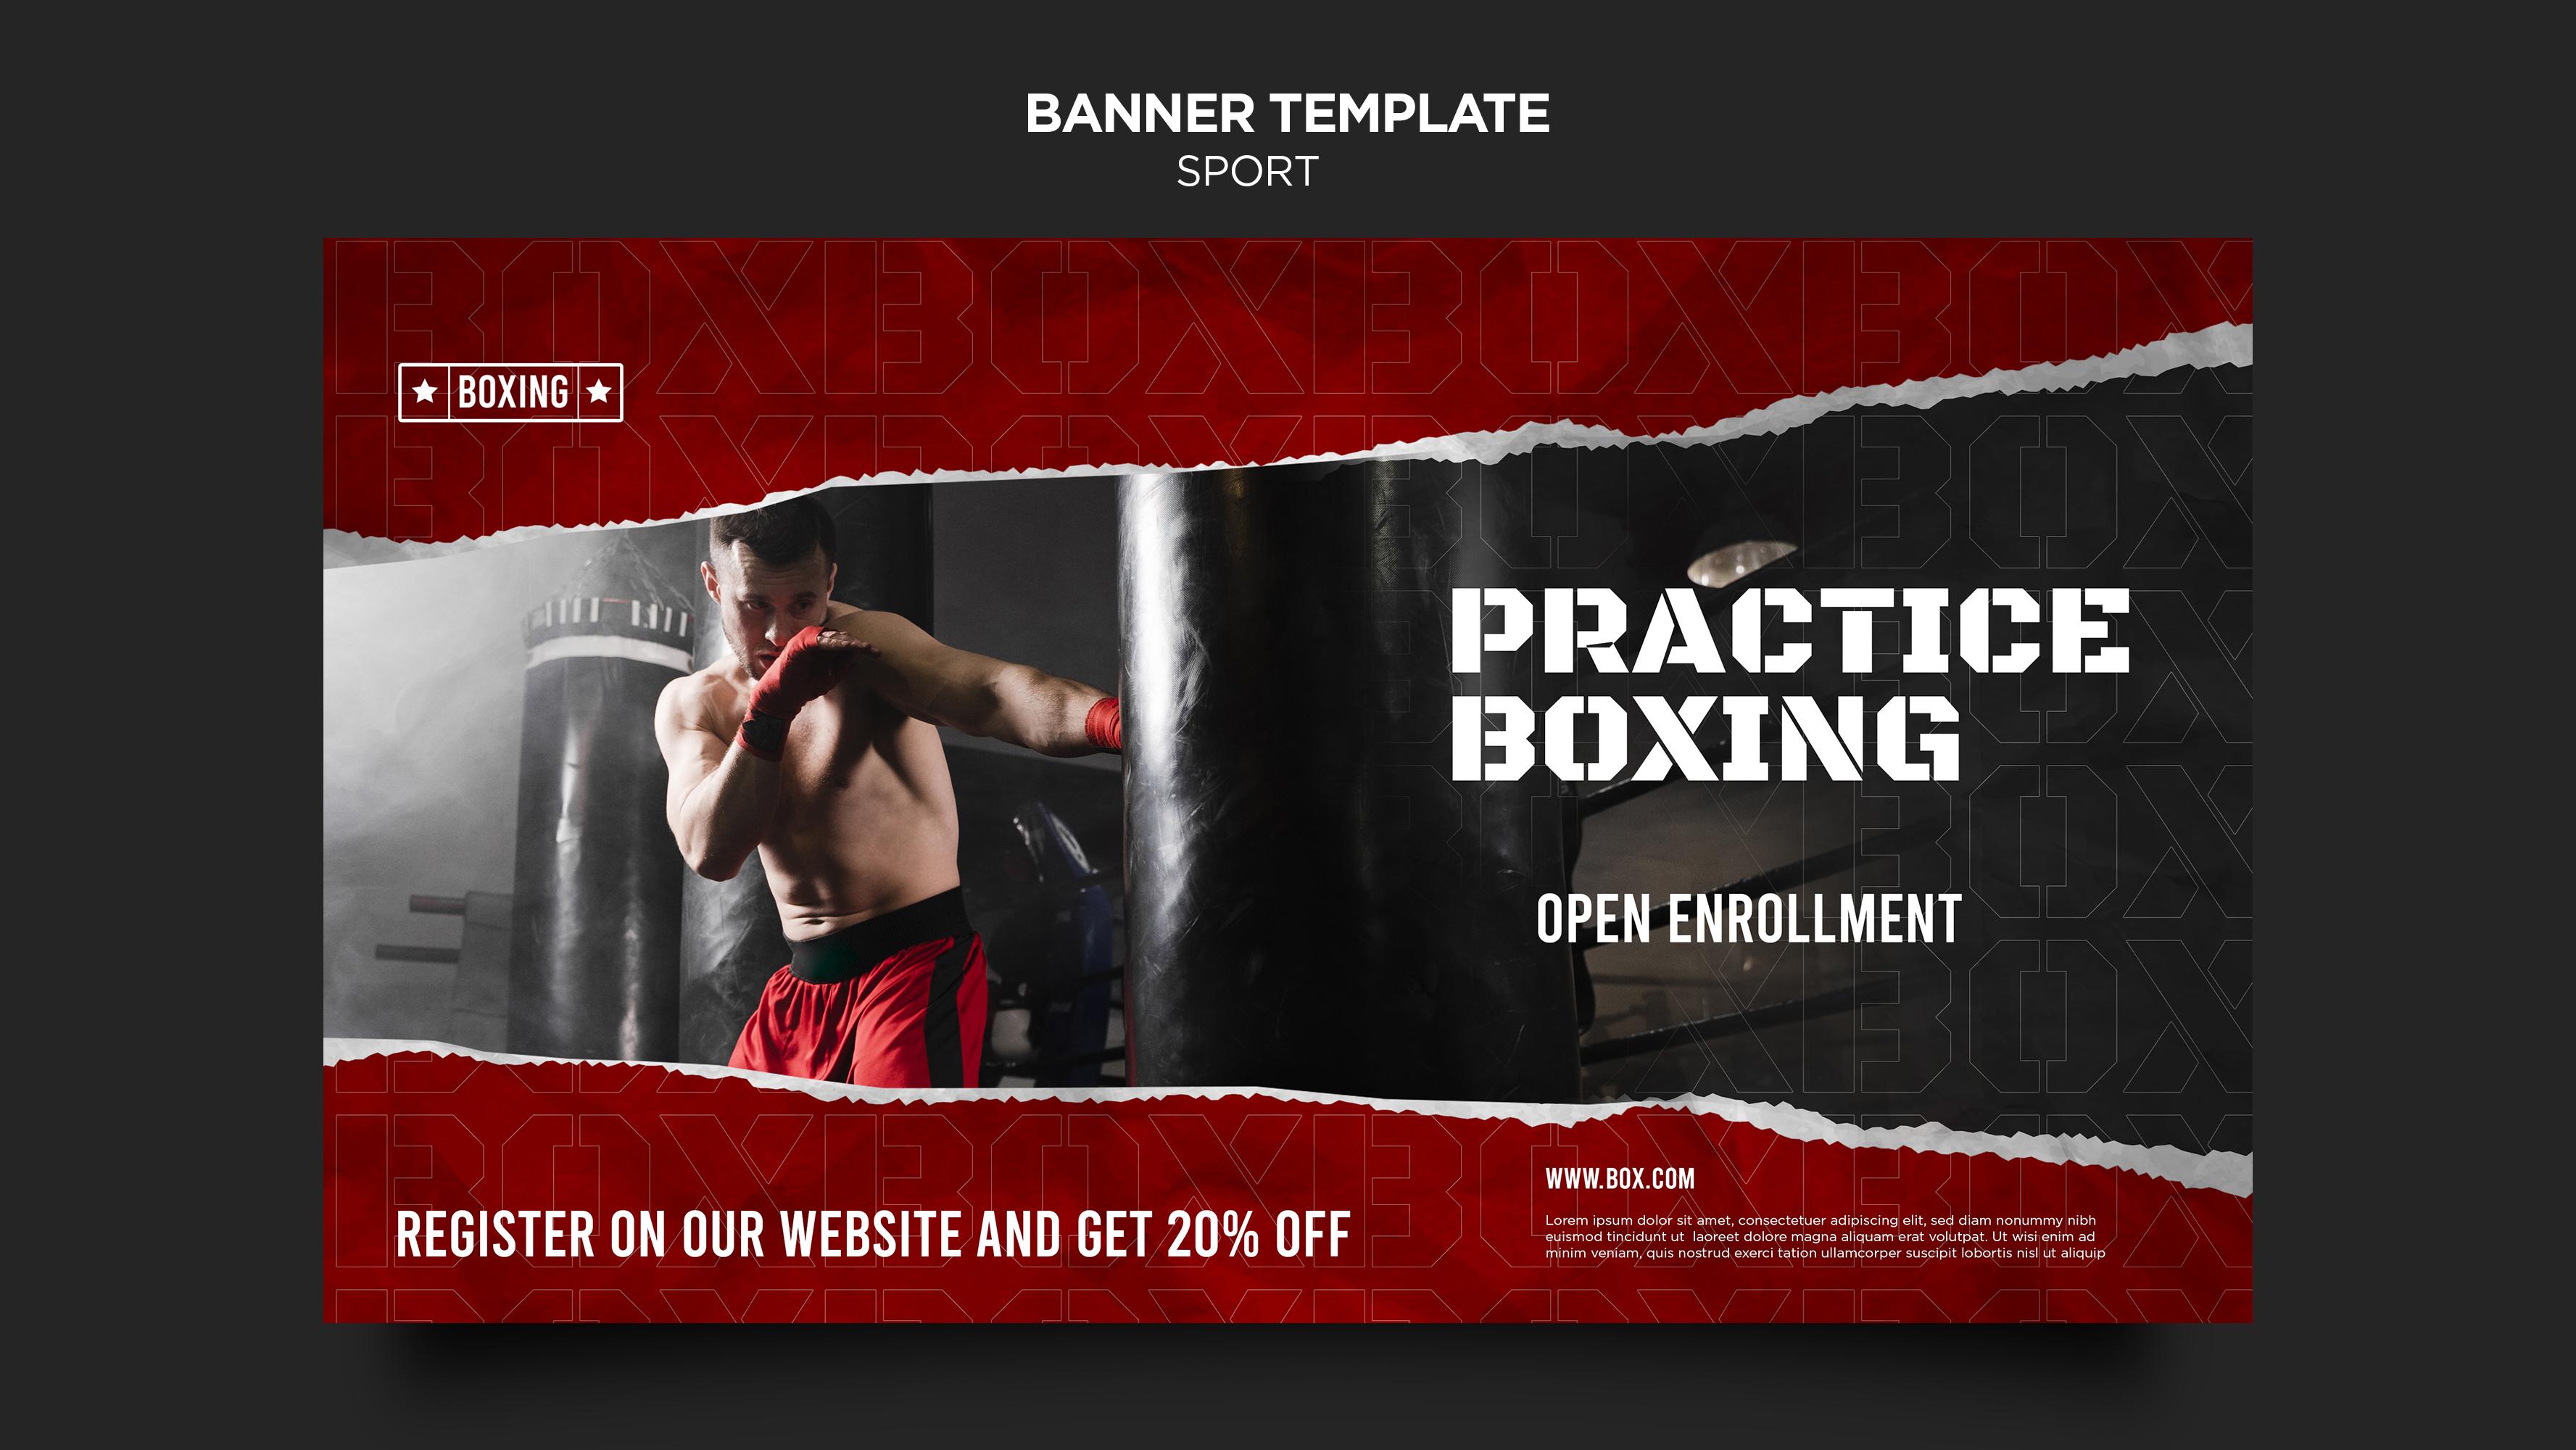 BANNER TEMPLATE
SPORT
BOXBOXBOXBOX
BOXING
PRACTICE
BOXING
OPEN ENROLLMENT
WWW.BOX.COM
REGISTER ON OUR WEBSITE AND GET 20% OFF
Lorem ipsum dolor sit amet, consectetuer adipiscing elit, sed diam nonummy nibh
euismod tincidunt ut laoreet dolore magna aliquam erat volutpat. Ut wisi enim ad
minim veniam, quis nostrud exerci tation ullamcorper suscipit lobortis nisl ut aliquip